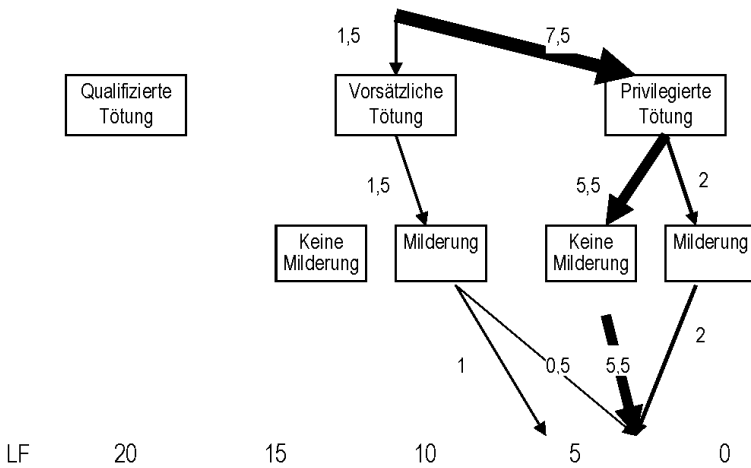 1,5
7,5
Qualifizierte
Tötung
Vorsätzliche
Tötung
Privilegierte
Tötung
1,5
5,5
2
Keine
Milderung
Milderung
Keine
Milderung
Milderung
1
0,5
5,5
2
LF 20 15 10 5 0